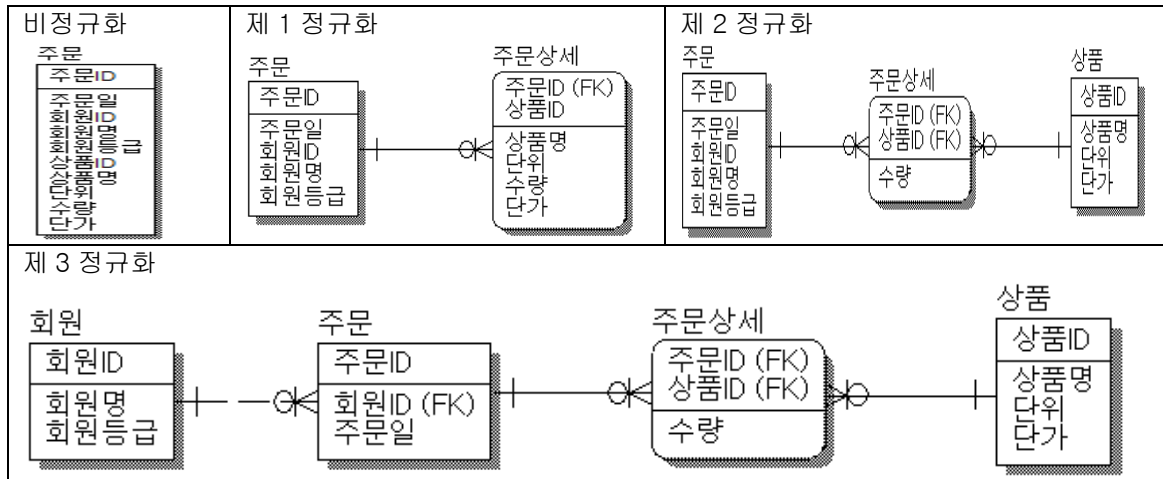 비정규화
주문
주문ID
주문일
회원ID
회원명
회원등급
상품ID
상품명
단위
수량
단가
제 1 정규화
주문
주문ID
주문일
회원ID
회원명
회원등급
주문상세
주문ID (FK)
상품ID
상품명
단위
수량
단가
제 2 정규화
주문
주문ID
주문일
회원ID
회원명
회원등급
주문상세
주문ID (FK)
상품ID (FK)
수량
상품
상품ID
상품명
단위
단가
제 3 정규화
회원
회원ID
회원명
회원등급
주문
주문ID
회원ID (FK)
주문일
주문상세
주문ID (FK)
상품ID (FK)
수량
상품
상품ID
상품명
단위
단가